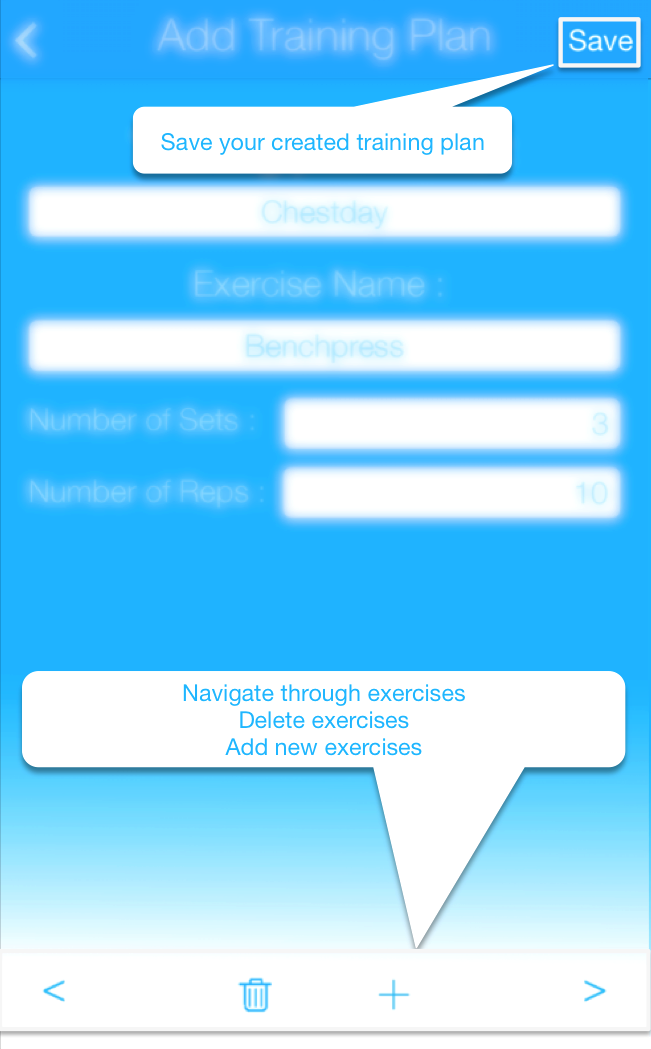 Add Training Plan
Save
Save your created training plan
Chestday
Exercise Name :
Benchpress
Number of Sets :
3
Number of Reps :
10
Navigate through exercises
Delete exercises
Add new exercises
< + >